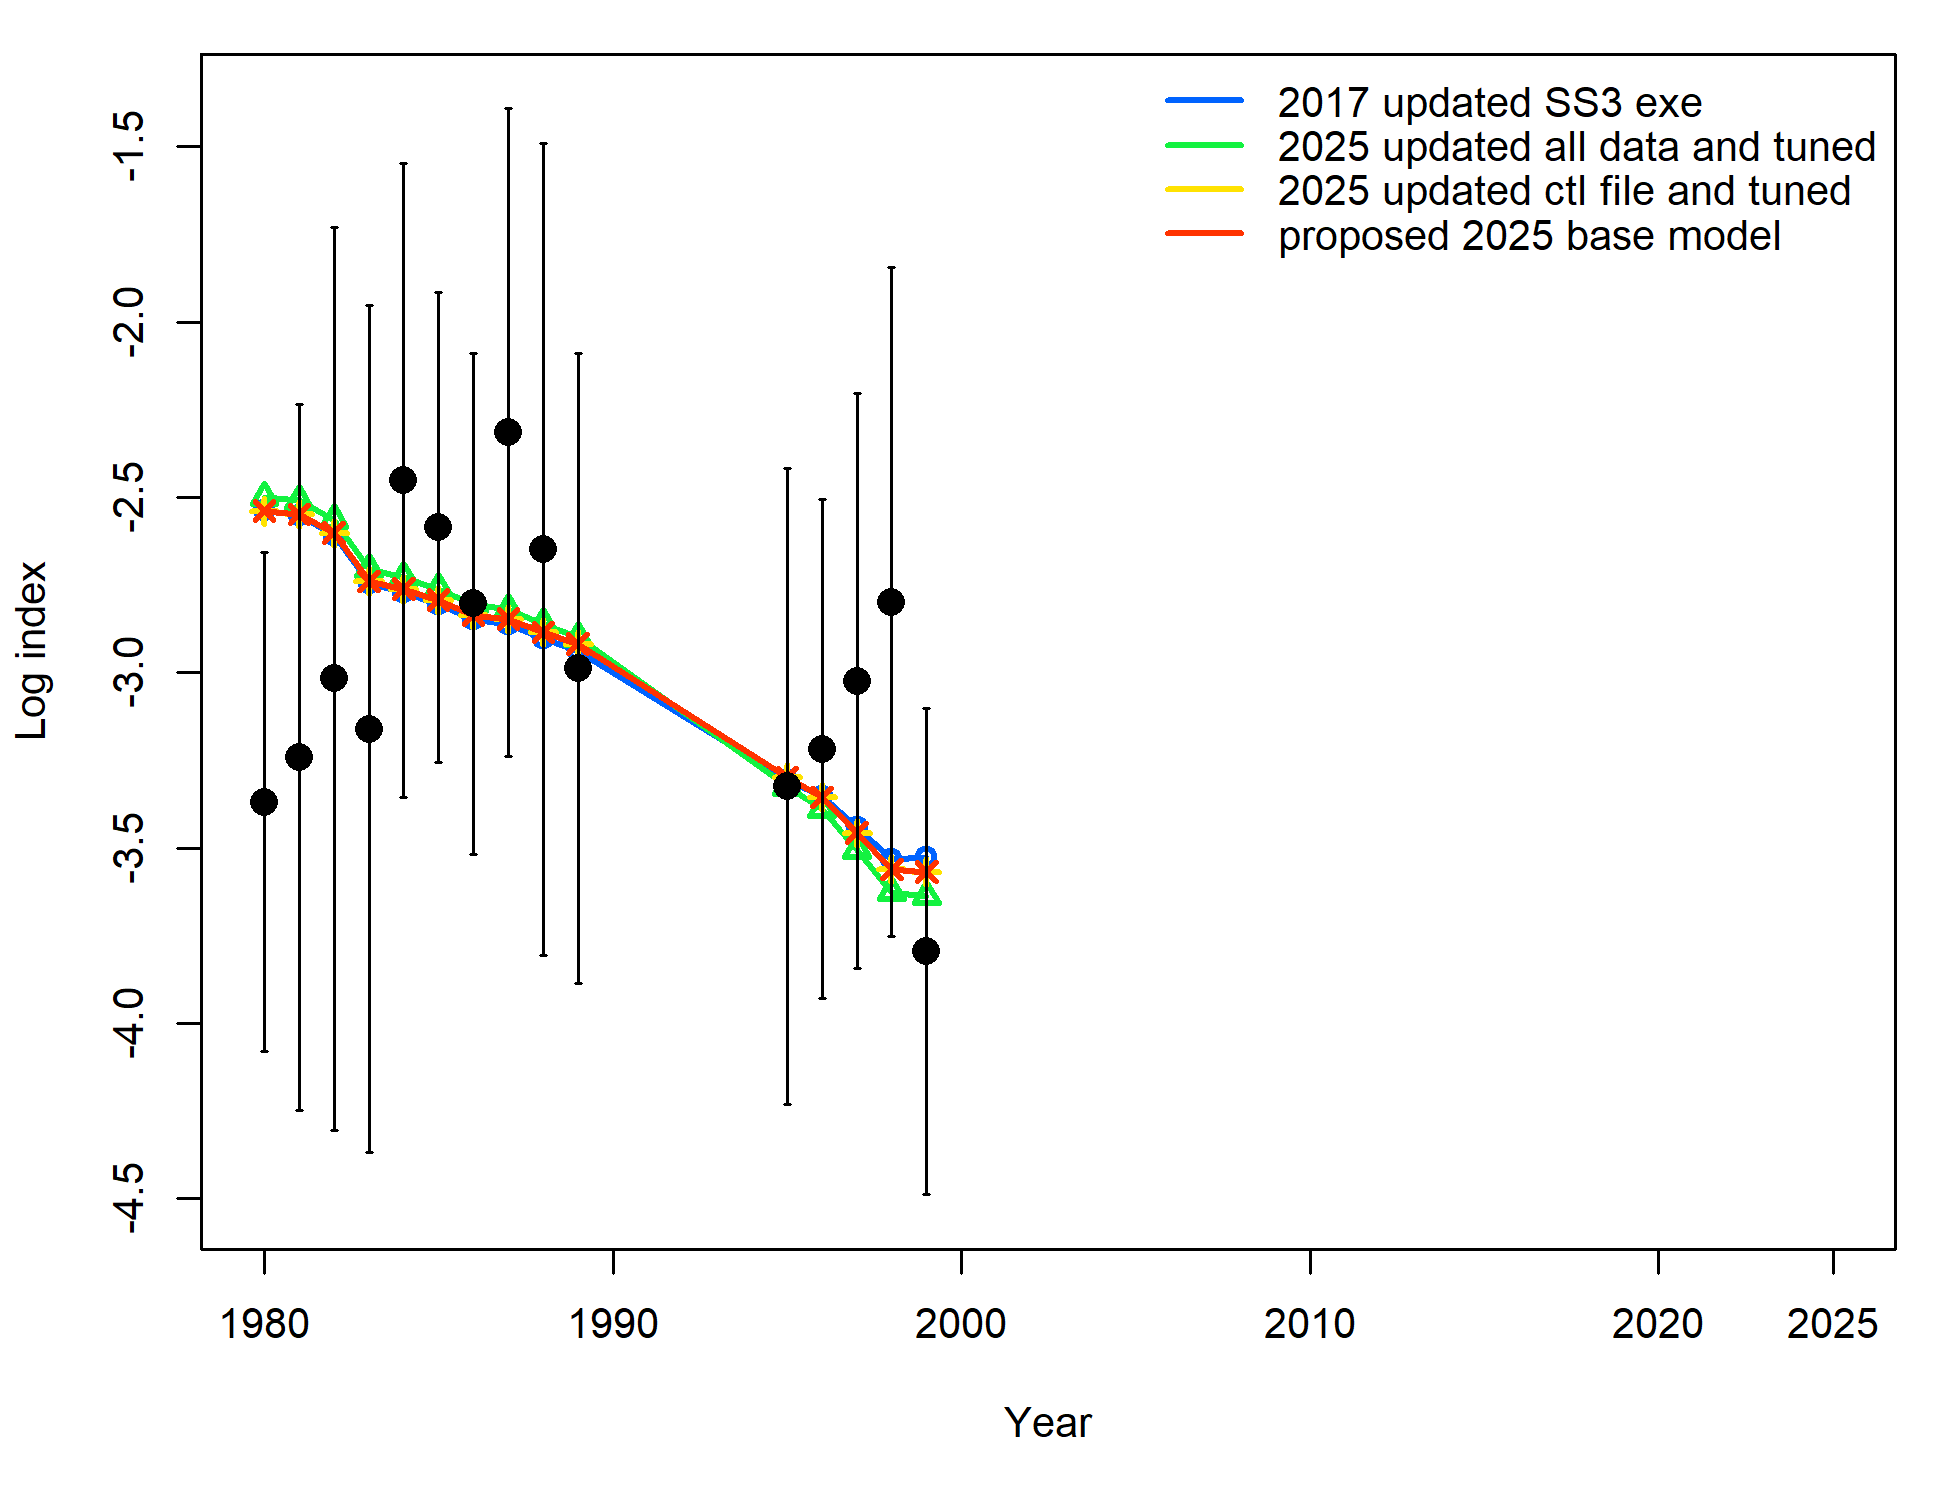 2017 updated SS3 exe
2025 updated all data and tuned
2025 updated ctl file and tuned
proposed 2025 base model
Log index
-1.5
-2.0
-2.5
-3.0
-3.5
-4.0
-4.5
1980 1990 2000 2010 2020 2025
Year